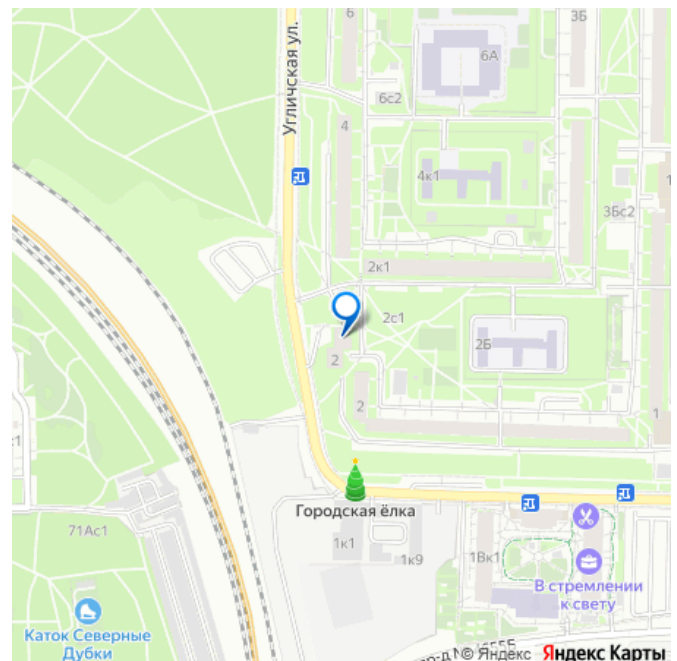 6
3Б
6А
Угличская ул.
6с2
4
4к1
3Бс2
2к1
2с1
2Б
2
2
1
71Ас1
Городская ёлка
1к1
1к9
1Вк1
В стремлении
к свету
Каток Северные
Дубки
© Яндекс Яндекс Карты